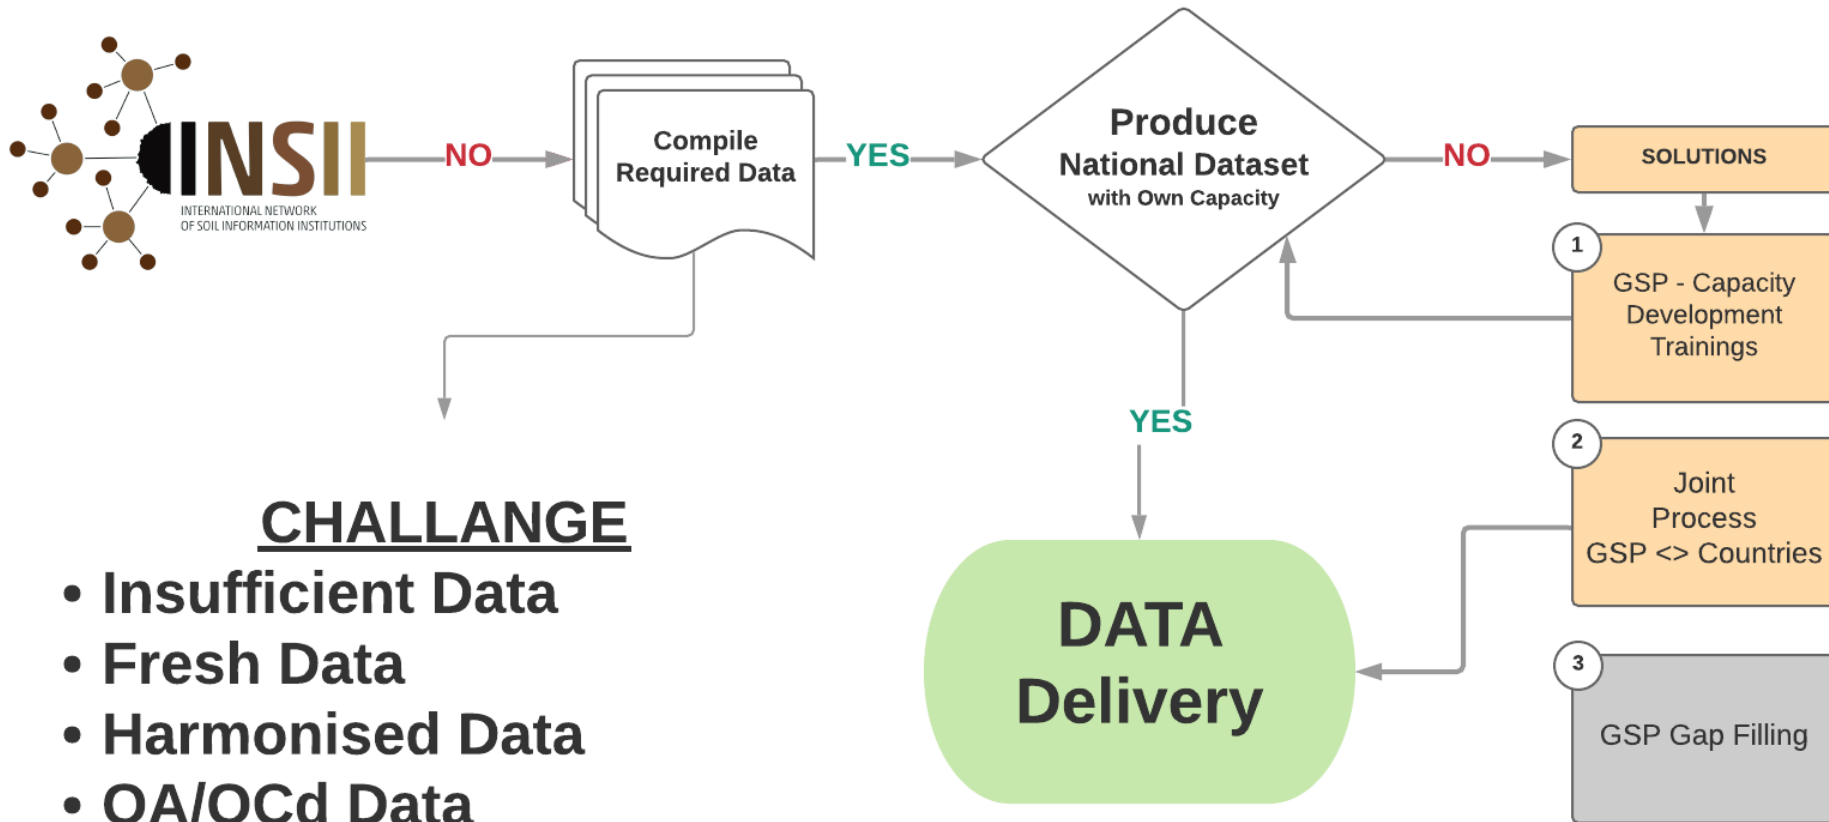 INSII
INTERNATIONAL NETWORK
OF SOIL INFORMATION INSTITUTIONS
NO
Compile
Required Data
YES
Produce
National Dataset
with Own Capacity
NO
SOLUTIONS
1
GSP - Capacity
Development
Trainings
YES
2
Joint
Process
GSP <> Countries
CHALLANGE
• Insufficient Data
• Fresh Data
• Harmonised Data
• QA/QCd Data
DATA
Delivery
3
GSP Gap Filling